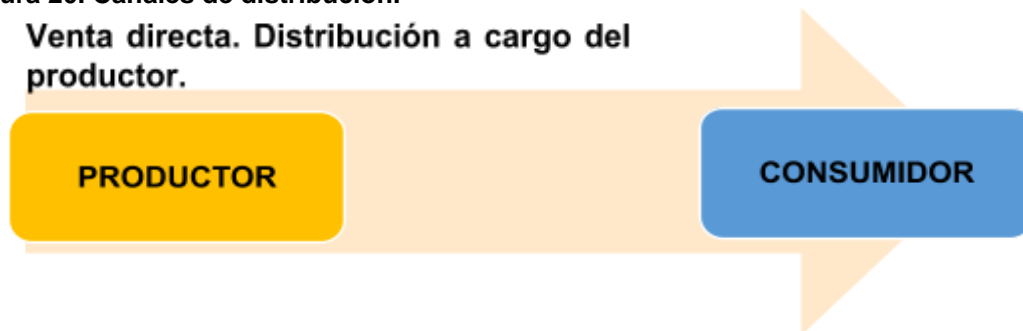 Venta directa. Distribución a cargo del
productor.
PRODUCTOR
CONSUMIDOR